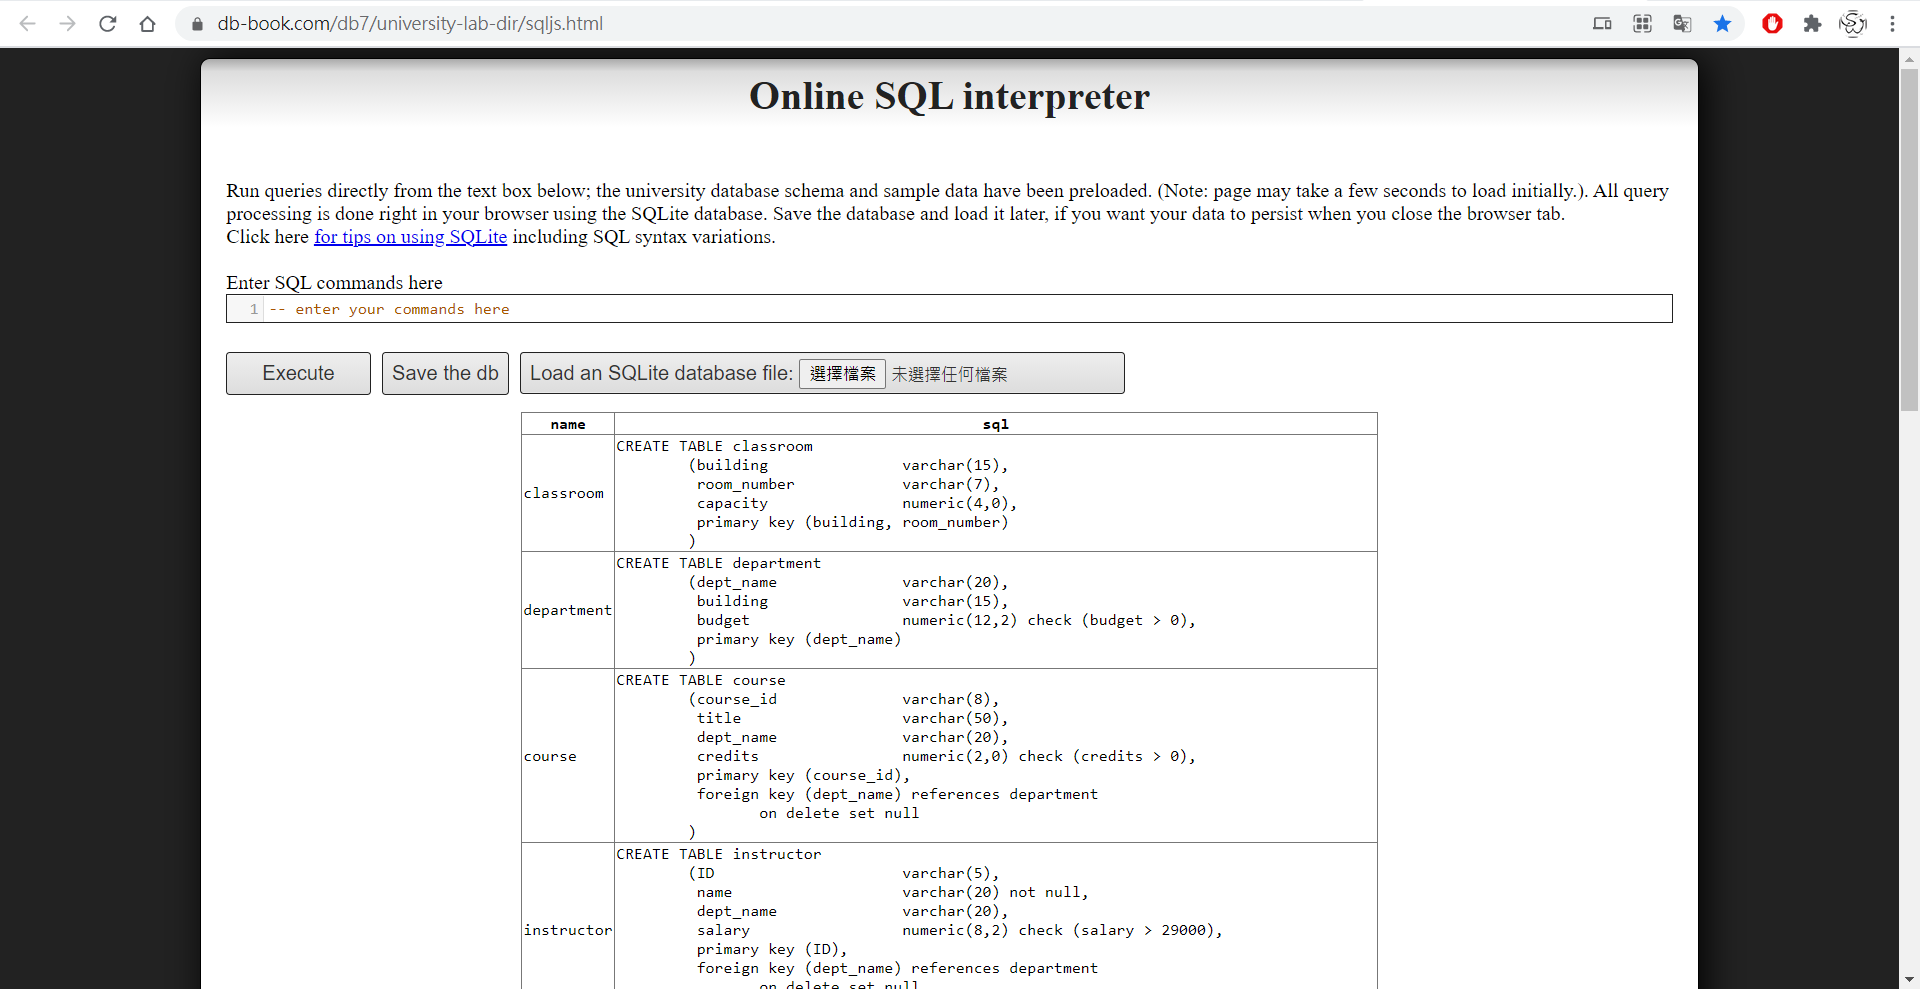 db-book.com/db7/university-lab-dir/sqljs.html
Online SQL interpreter
Run queries directly from the text box below; the university database schema and sample data have been preloaded. (Note: page may take a few seconds to load initially.). All query
processing is done right in your browser using the SQLite database. Save the database and load it later, if you want your data to persist when you close the browser tab.
Click here for tips on using SQLite including SQL syntax variations.
Enter SQL commands here
1 -- enter your commands here
Execute Save the db Load an SQLite database file: 選擇檔案 未選擇任何檔案
name sql
classroom
CREATE TABLE classroom
(building varchar(15),
room_number varchar(7),
capacity numeric(4,0),
primary key (building, room_number)
)
department
CREATE TABLE department
(dept_name varchar(20),
building varchar(15),
budget numeric(12,2) check (budget > 0),
primary key (dept_name)
)
course
CREATE TABLE course
(course_id varchar(8),
title varchar(50),
dept_name varchar(20),
credits numeric(2,0) check (credits > 0),
primary key (course_id),
foreign key (dept_name) references department
on delete set null
)
instructor
CREATE TABLE instructor
(ID varchar(5),
name varchar(20) not null,
dept_name varchar(20),
salary numeric(8,2) check (salary > 29000),
primary key (ID),
foreign key (dept_name) references department
on delete set null